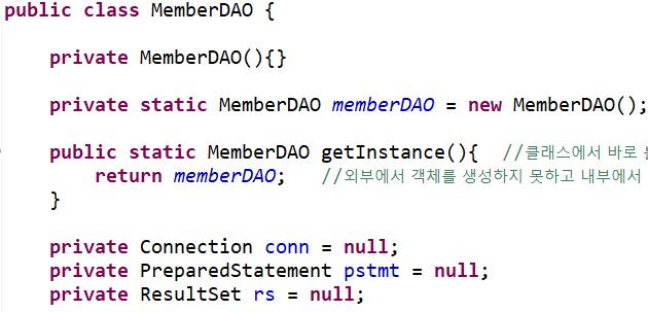 public class MemberDAO {
private MemberDAO(){}
private static MemberDAO memberDAO = new MemberDAO();
public static MemberDAO getInstance(){  //클래스에서 바로
return memberDAO;   //외부에서 객체를 생성하지 못하고 내부에서
}
private Connection conn = null;
private PreparedStatement pstmt = null;
private ResultSet rs = null;